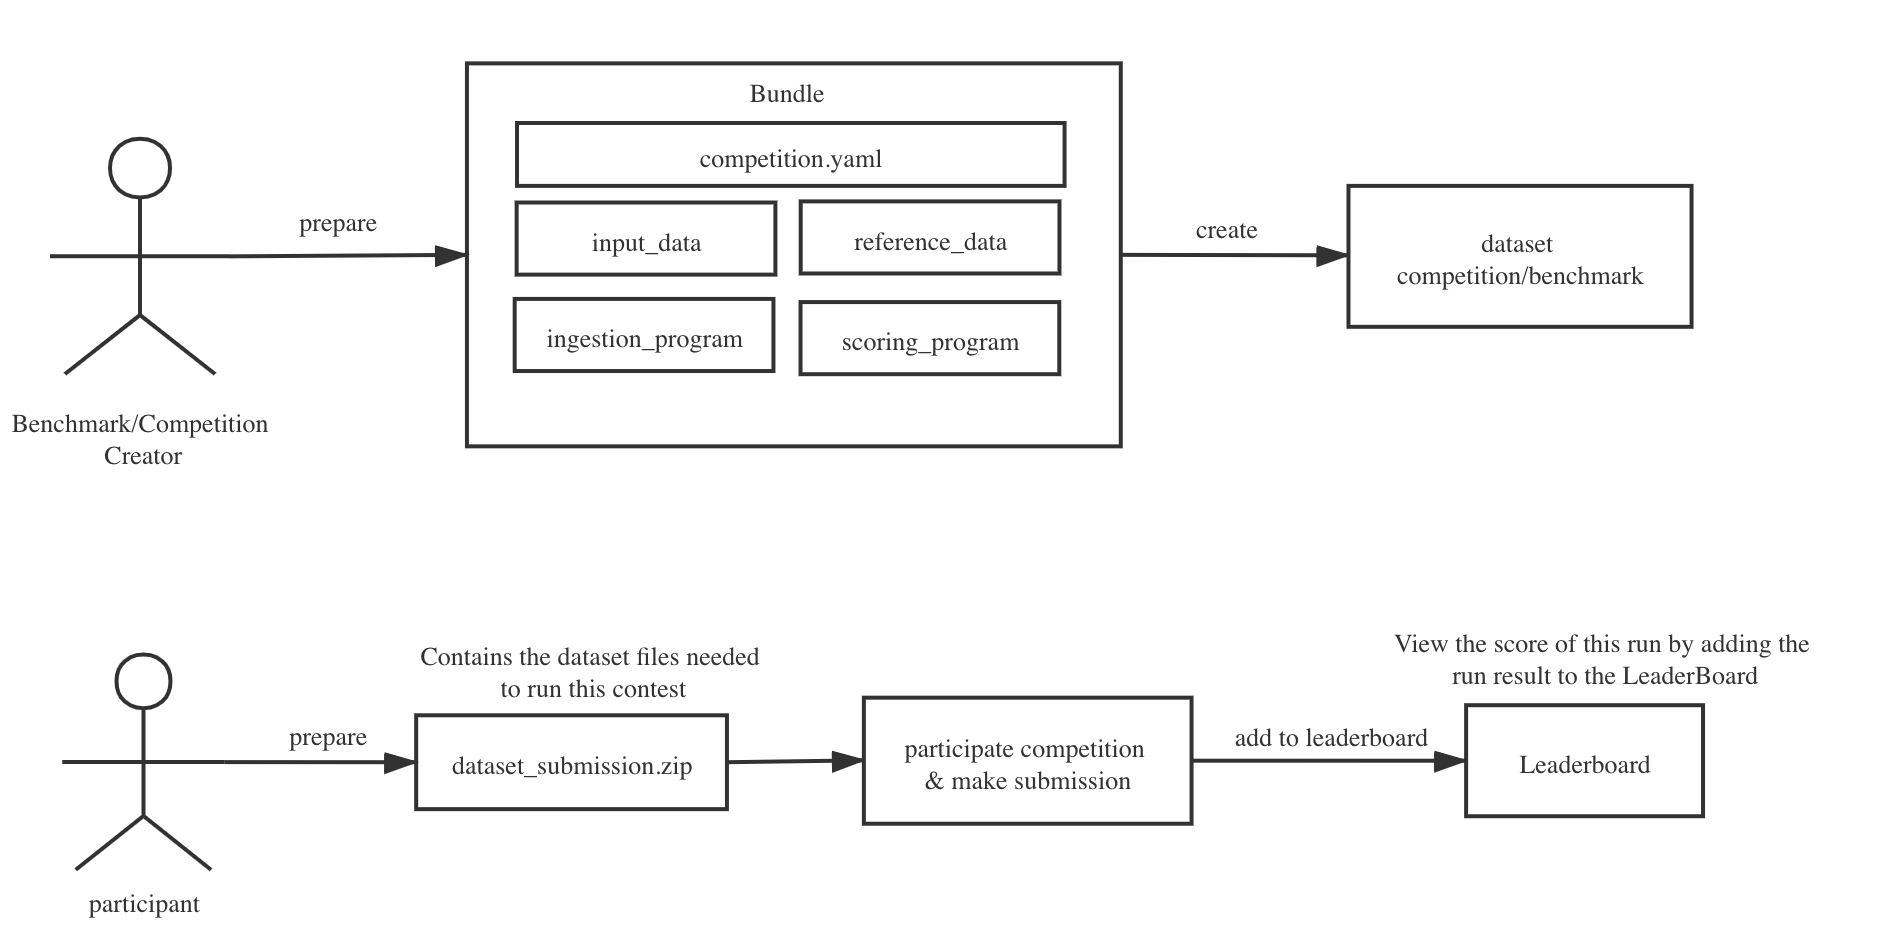 Bundle
competition.yaml
prepare
input_data
reference_data
create
dataset
competition/benchmark
ingestion_program
scoring_program
Benchmark/Competition
Creator
Contains the dataset files needed
to run this contest
View the score of this run by adding the
run result to the LeaderBoard
prepare
dataset_submission.zip
participate competition
& make submission
add to leaderboard
Leaderboard
participant